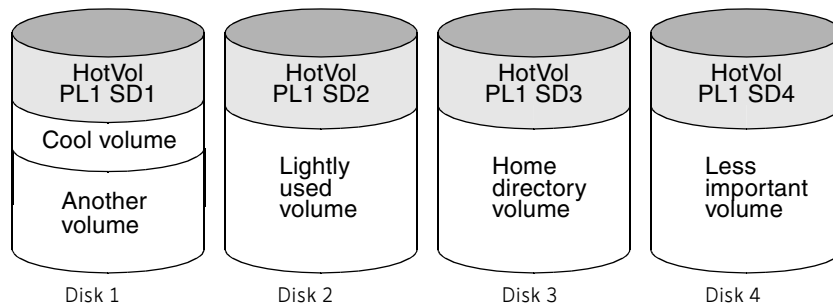 HotVol
PL1 SD1
Cool volume
Another
volume
Disk 1
HotVol
PL1 SD2
Lightly
used
volume
Disk 2
HotVol
PL1 SD3
Home
directory
volume
Disk 3
HotVol
PL1 SD4
Less
important
volume
Disk 4